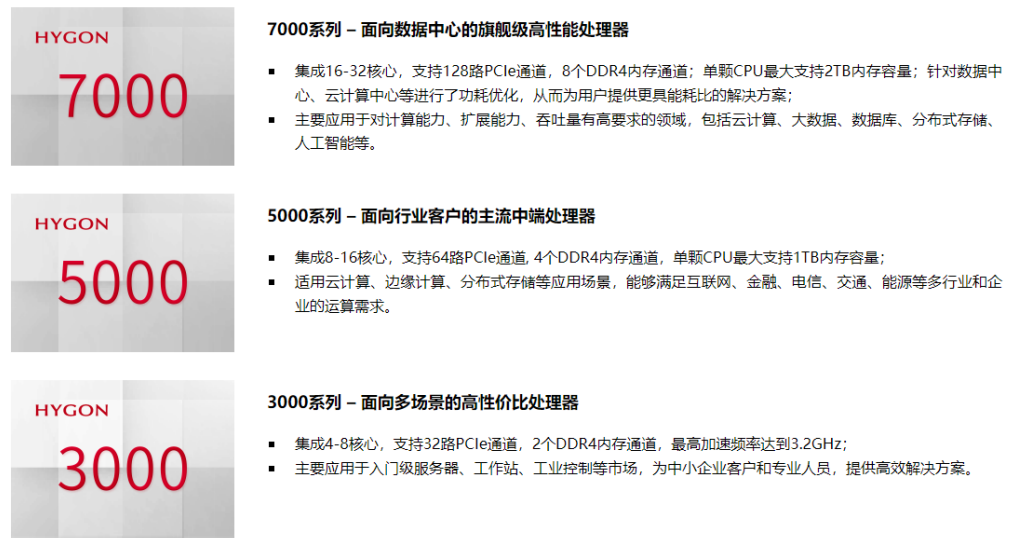 HYGON
7000
7000系列 – 面向数据中心的旗舰级高性能处理器
▪ 集成16-32核心，支持128路PCIe通道，8个DDR4内存通道；单颗CPU最大支持2TB内存容量；针对数据中
心、云计算中心等进行了功耗优化，从而为用户提供更具能耗比的解决方案；
▪ 主要应用于对计算能力、扩展能力、吞吐量有高要求的领域，包括云计算、大数据、数据库、分布式存储、
人工智能等。
HYGON
5000
5000系列 – 面向行业客户的主流中端处理器
▪ 集成8-16核心，支持64路PCIe通道, 4个DDR4内存通道，单颗CPU最大支持1TB内存容量；
▪ 适用云计算、边缘计算、分布式存储等应用场景，能够满足互联网、金融、电信、交通、能源等多行业和企
业的运算需求。
HYGON
3000
3000系列 – 面向多场景的高性价比处理器
▪ 集成4-8核心，支持32路PCIe通道，2个DDR4内存通道，最高加速频率达到3.2GHz；
▪ 主要应用于入门级服务器、工作站、工业控制等市场，为中小企业客户和专业人员，提供高效解决方案。